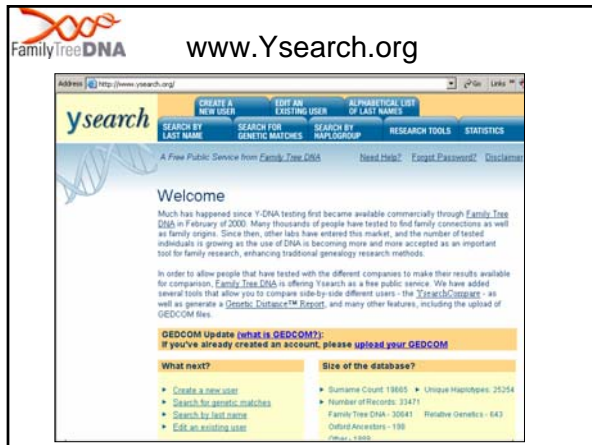 FamilyTreeDNA
www.Ysearch.org
Address http://www.ysearch.org/ Go Links
ysearch
CREATE A NEW USER
EDIT AN EXISTING USER
ALPHABETICAL LIST OF LAST NAMES
SEARCH BY LAST NAME
SEARCH FOR GENETIC MATCHES
SEARCH BY HAPLOGROUP
RESEARCH TOOLS
STATISTICS
A Free Public Service from Family Tree DNA Need Help? Forgot Password? Disclaimer
Welcome
Much has happened since Y-DNA testing first became available commercially through Family Tree
DNA in February of 2000. Many thousands of people have tested to find family connections as well
as family origins. Since then, other labs have entered this market, and the number of tested
individuals is growing as the use of DNA is becoming more and more accepted as an important
tool for family research, enhancing traditional genealogy research methods.
In order to allow people that have tested with the different companies to make their results available
for comparison, Family Tree DNA is offering Ysearch as a free public service. We have added
several tools that allow you to compare side-by-side different users - the YsearchCompare - as
well as generate a Genetic Distance™ Report, and many other features, including the upload of
GEDCOM files.
GEDCOM Update (what is GEDCOM?):
If you've already created an account, please upload your GEDCOM
What next?
Create a new user
Search for genetic matches
Search by last name
Edit an existing user
Size of the database?
Surname Count 19665 Unique Haplotypes: 25254
Number of Records: 33471
Family Tree DNA - 30641 Relative Genetics - 643
Oxford Ancestors - 198
Other - 1989